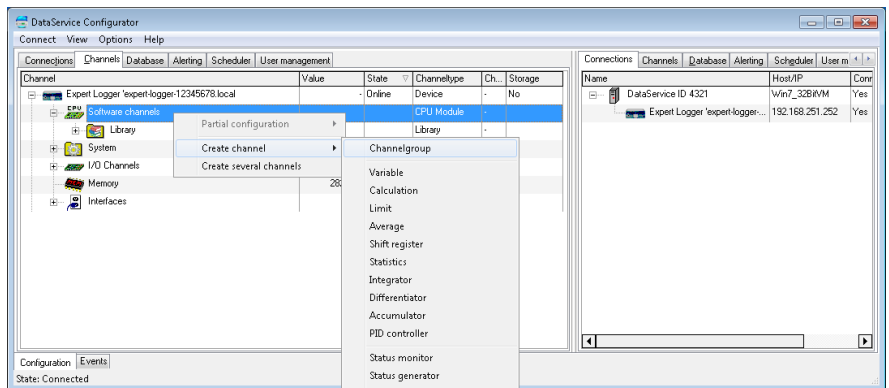 DataService Configurator
Connect View Options Help
Connections Channels Database Alerting Scheduler User management
Channel Value State Channeltype Ch... Storage
Expert Logger 'expert-logger-12345678.local - Online Device - No
Software channels CPU Module -
Library Library -
System
I/O Channels
Memory 282
Interfaces
Partial configuration
Create channel
Create several channels
Channelgroup
Variable
Calculation
Limit
Average
Shift register
Statistics
Integrator
Differentiator
Accumulator
PID controller
Status monitor
Status generator
Connections Channels Database Alerting Scheduler User m
Name Host/IP Conr
DataService ID 4321 Win7_32BitVM Yes
Expert Logger 'expert-logger-... 192.168.251.252 Yes
Configuration Events
State: Connected